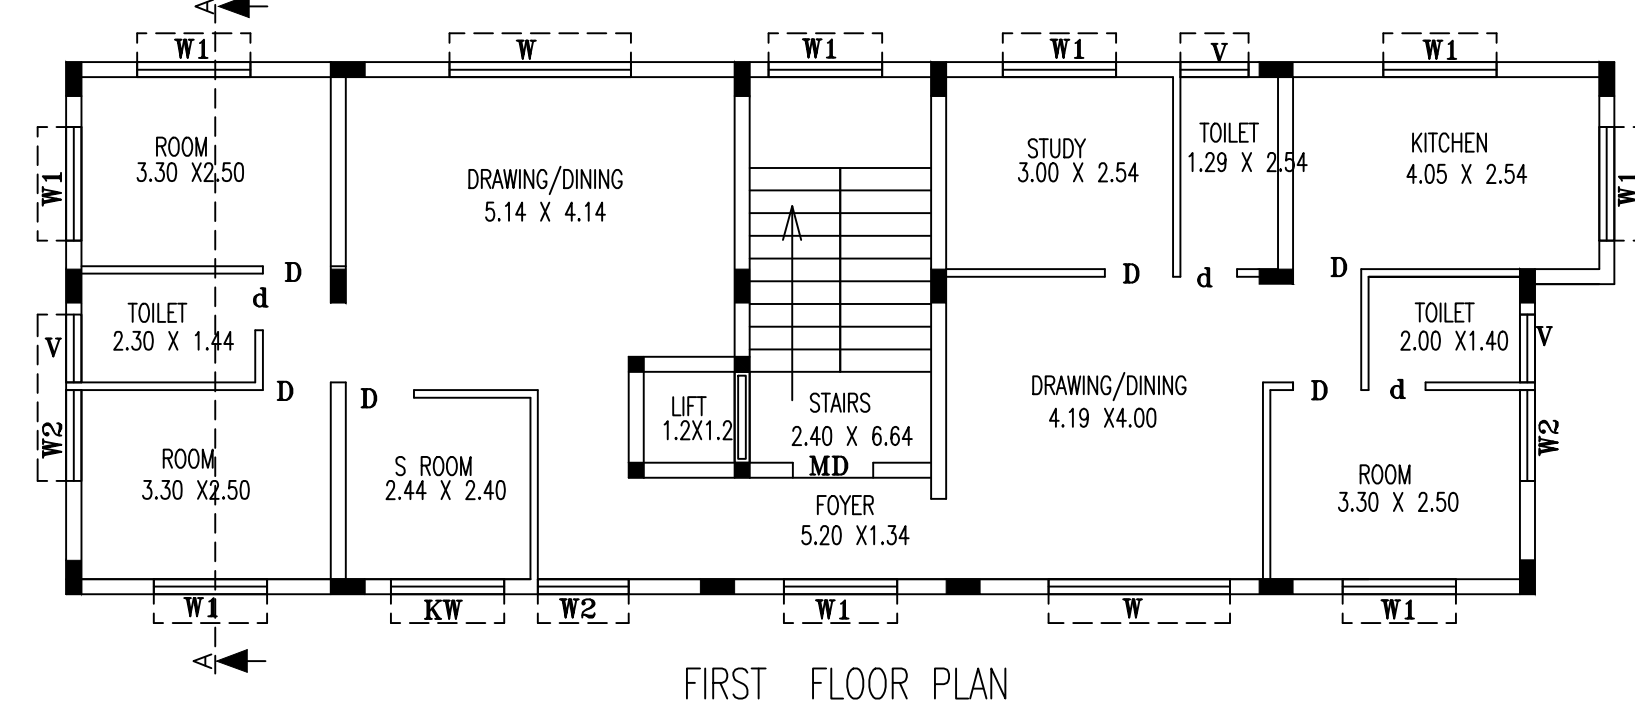 A
W1
W
W1
W1
V
W1
ROOM
3.30 X2.50
W1
DRAWING/DINING
5.14 X 4.14
STUDY
3.00 X 2.54
TOILET
1.29 X 2.54
KITCHEN
4.05 X 2.54
W1
D
d
D
d
D
TOILET
2.30 X 1.44
V
TOILET
2.00 X1.40
V
D
D
LIFT
1.2X1.2
STAIRS
2.40 X 6.64
MD
DRAWING/DINING
4.19 X4.00
D
d
W2
ROOM
3.30 X2.50
S ROOM
2.44 X 2.40
FOYER
5.20 X1.34
ROOM
3.30 X 2.50
W2
W1
KW
W2
W1
W
W1
A
FIRST FLOOR PLAN